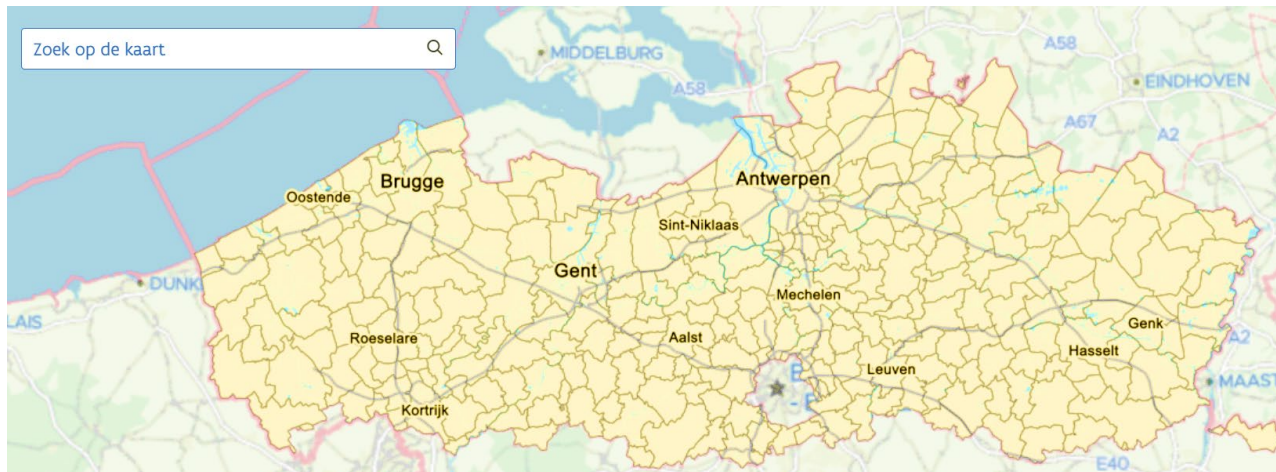 Zoek op de kaart
MIDDELBURG
A58
A58
EINDHOVEN
A67
A2
Brugge
Antwerpen
Oostende
Sint-Niklaas
Gent
DUNK
Mechelen
LAIS
Genk
Roeselare
Aalst
A2
Hasselt
Leuven
MAAST
B
- B
Kortrijk
E40